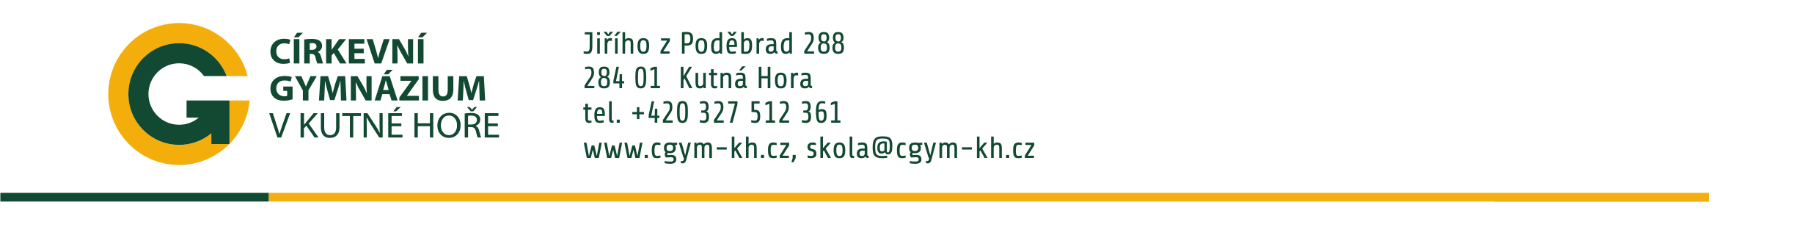 CÍRKEVNÍ
GYMNÁZIUM
V KUTNÉ HOŘE
Jiřího z Poděbrad 288
284 01  Kutná Hora
tel. +420 327 512 361
www.cgym-kh.cz, skola@cgym-kh.cz